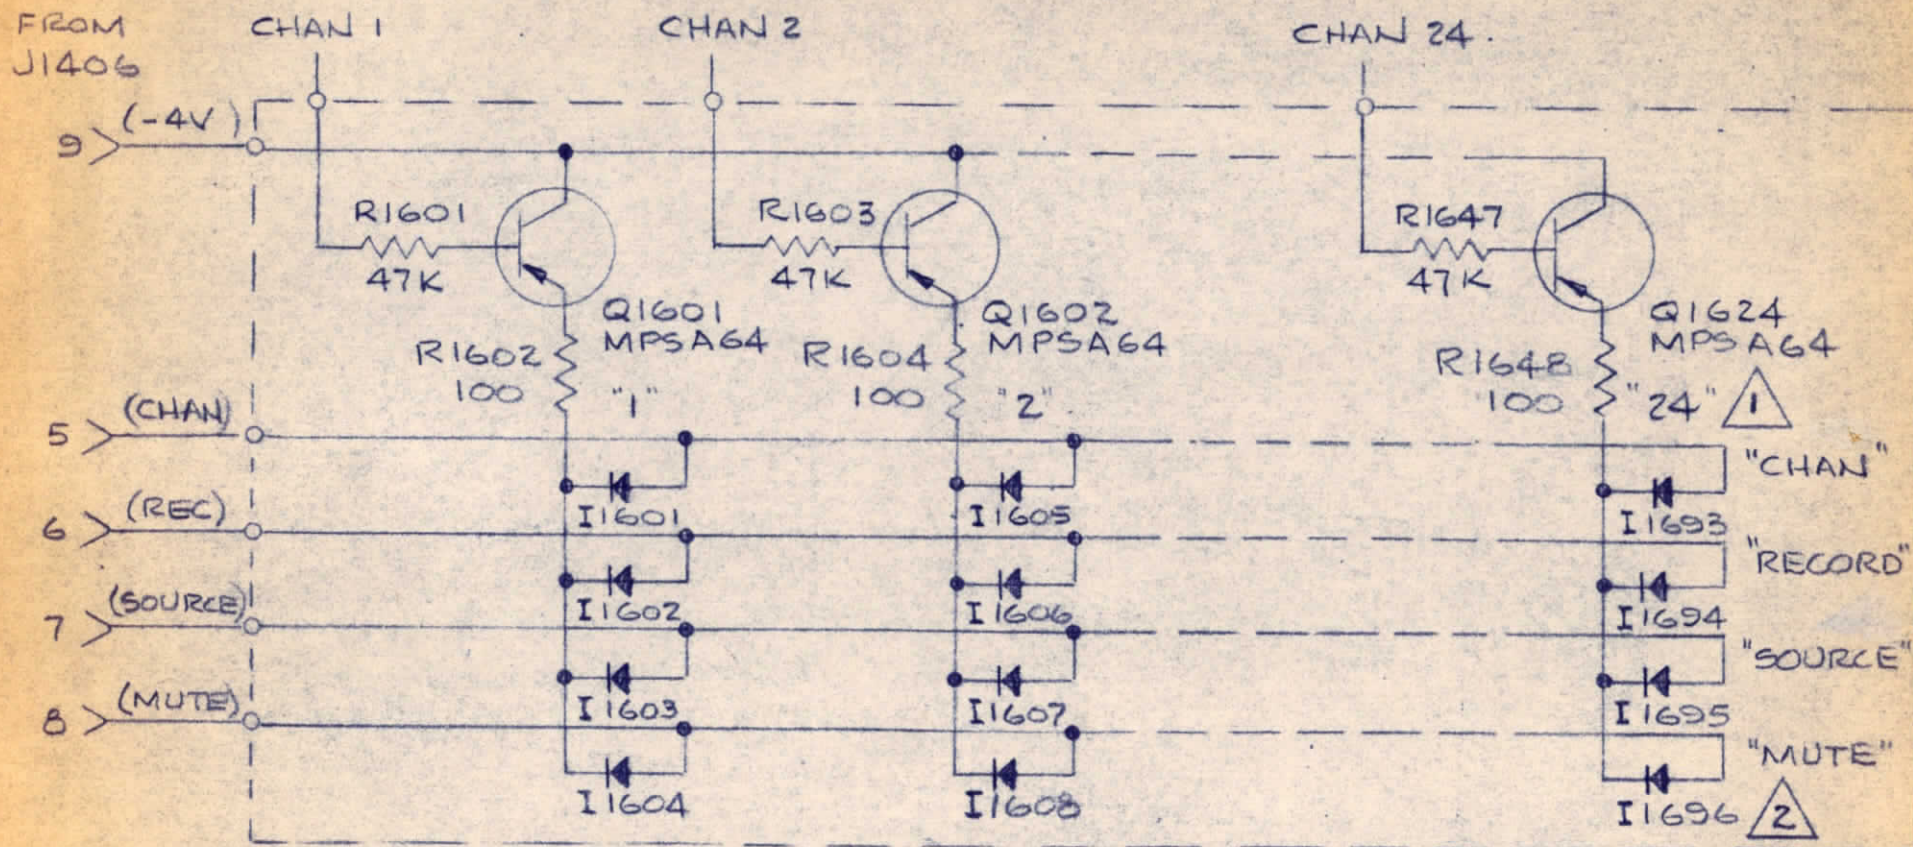 FROM
J1406
CHAN 1
CHAN 2
CHAN 24.
9 (-4V)
R1601
47K
R1603
47K
R1647
47K
Q1601
MPSA64
Q1602
MPSA64
Q1624
MPSA64
R1602
100
"1"
R1604
100
"2"
R1648
100
"24"
1
5 (CHAN)
"CHAN"
I1601
I1605
I1693
6 (REC)
"RECORD"
I1602
I1606
I1694
7 (SOURCE)
"SOURCE"
I1603
I1607
I1695
8 (MUTE)
"MUTE"
I1604
I1608
I1696
2